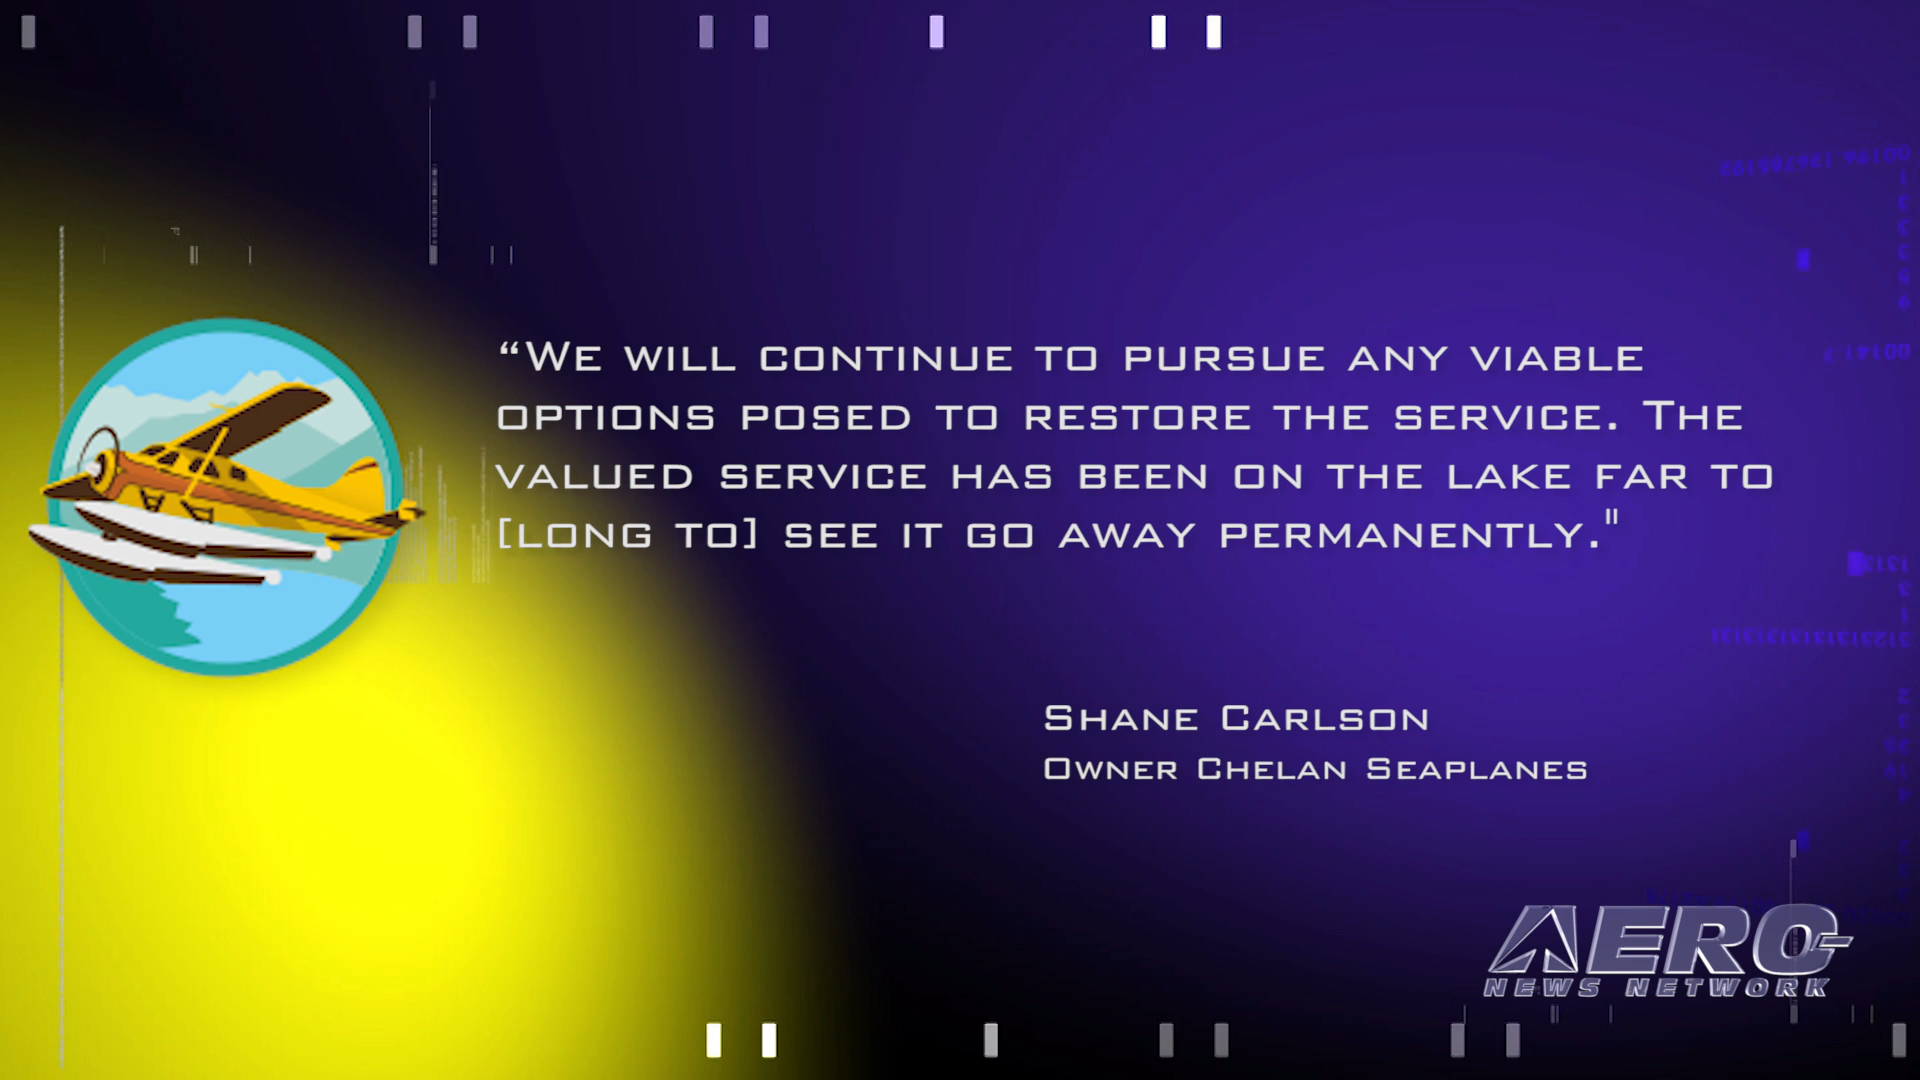 “We will continue to pursue any viable
options posed to restore the service. The
valued service has been on the lake far to
[long to] see it go away permanently."
Shane Carlson
Owner Chelan Seaplanes
AERO-
NEWS NETWORK